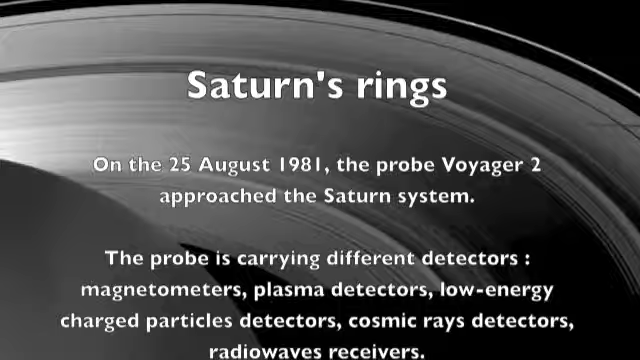 Saturn's rings
On the 25 August 1981, the probe Voyager 2
approached the Saturn system.
The probe is carrying different detectors :
magnetometers, plasma detectors, low-energy
charged particles detectors, cosmic rays detectors,
radiowaves receivers.